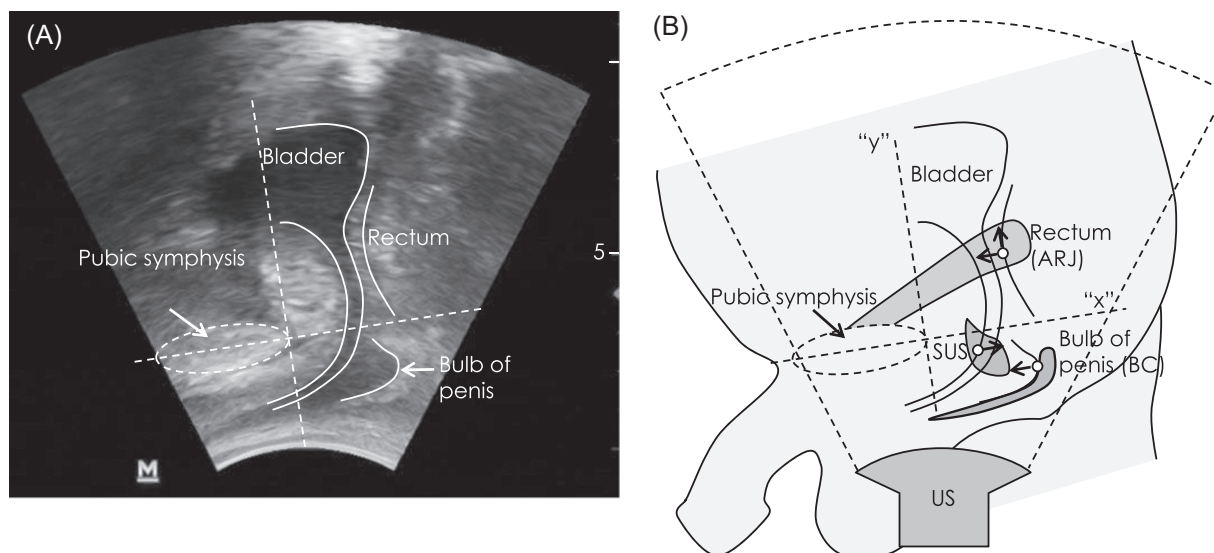 (A)
Bladder
Rectum
Pubic symphysis
5
Bulb of
penis
M
(B)
“y”
Bladder
Rectum
(ARJ)
Pubic symphysis
“x”
SUS
Bulb of
penis (BC)
US